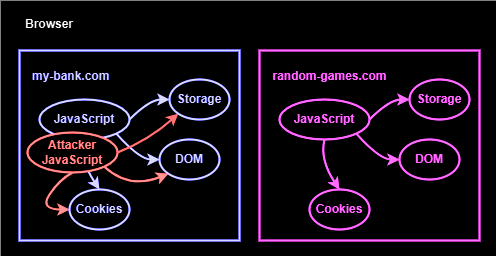 Browser
my-bank.com
JavaScript
Storage
Attacker
JavaScript
DOM
Cookies
random-games.com
JavaScript
Storage
DOM
Cookies